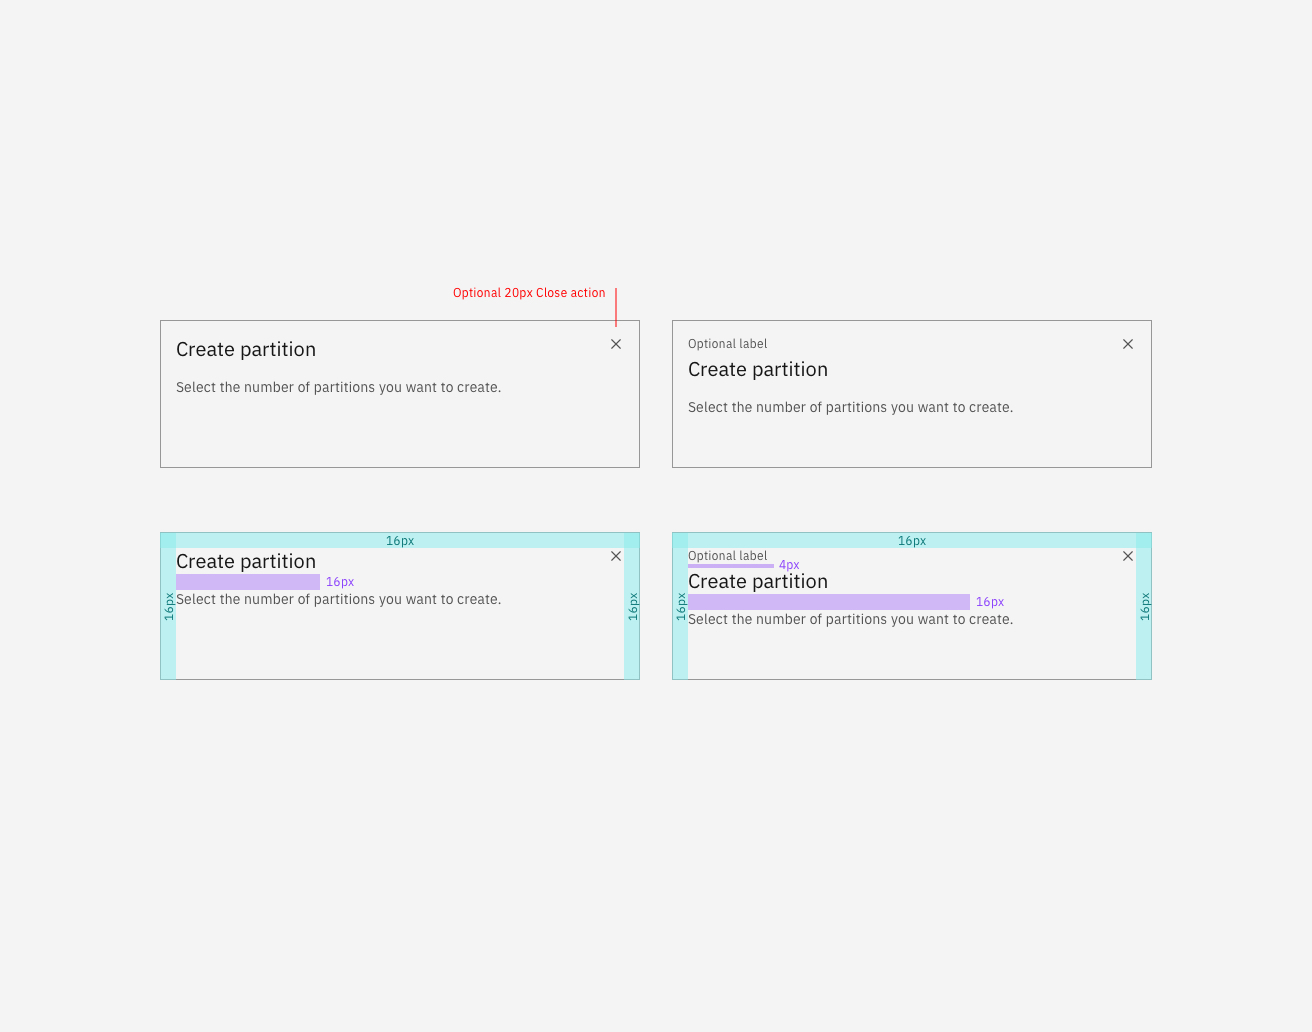 Optional 20px Close action
Create partition
Select the number of partitions you want to create.
Optional label
Create partition
Select the number of partitions you want to create.
16px
Create partition
16px
Select the number of partitions you want to create.
16px
16px
16px
Optional label
4px
Create partition
16px
Select the number of partitions you want to create.
16px
16px